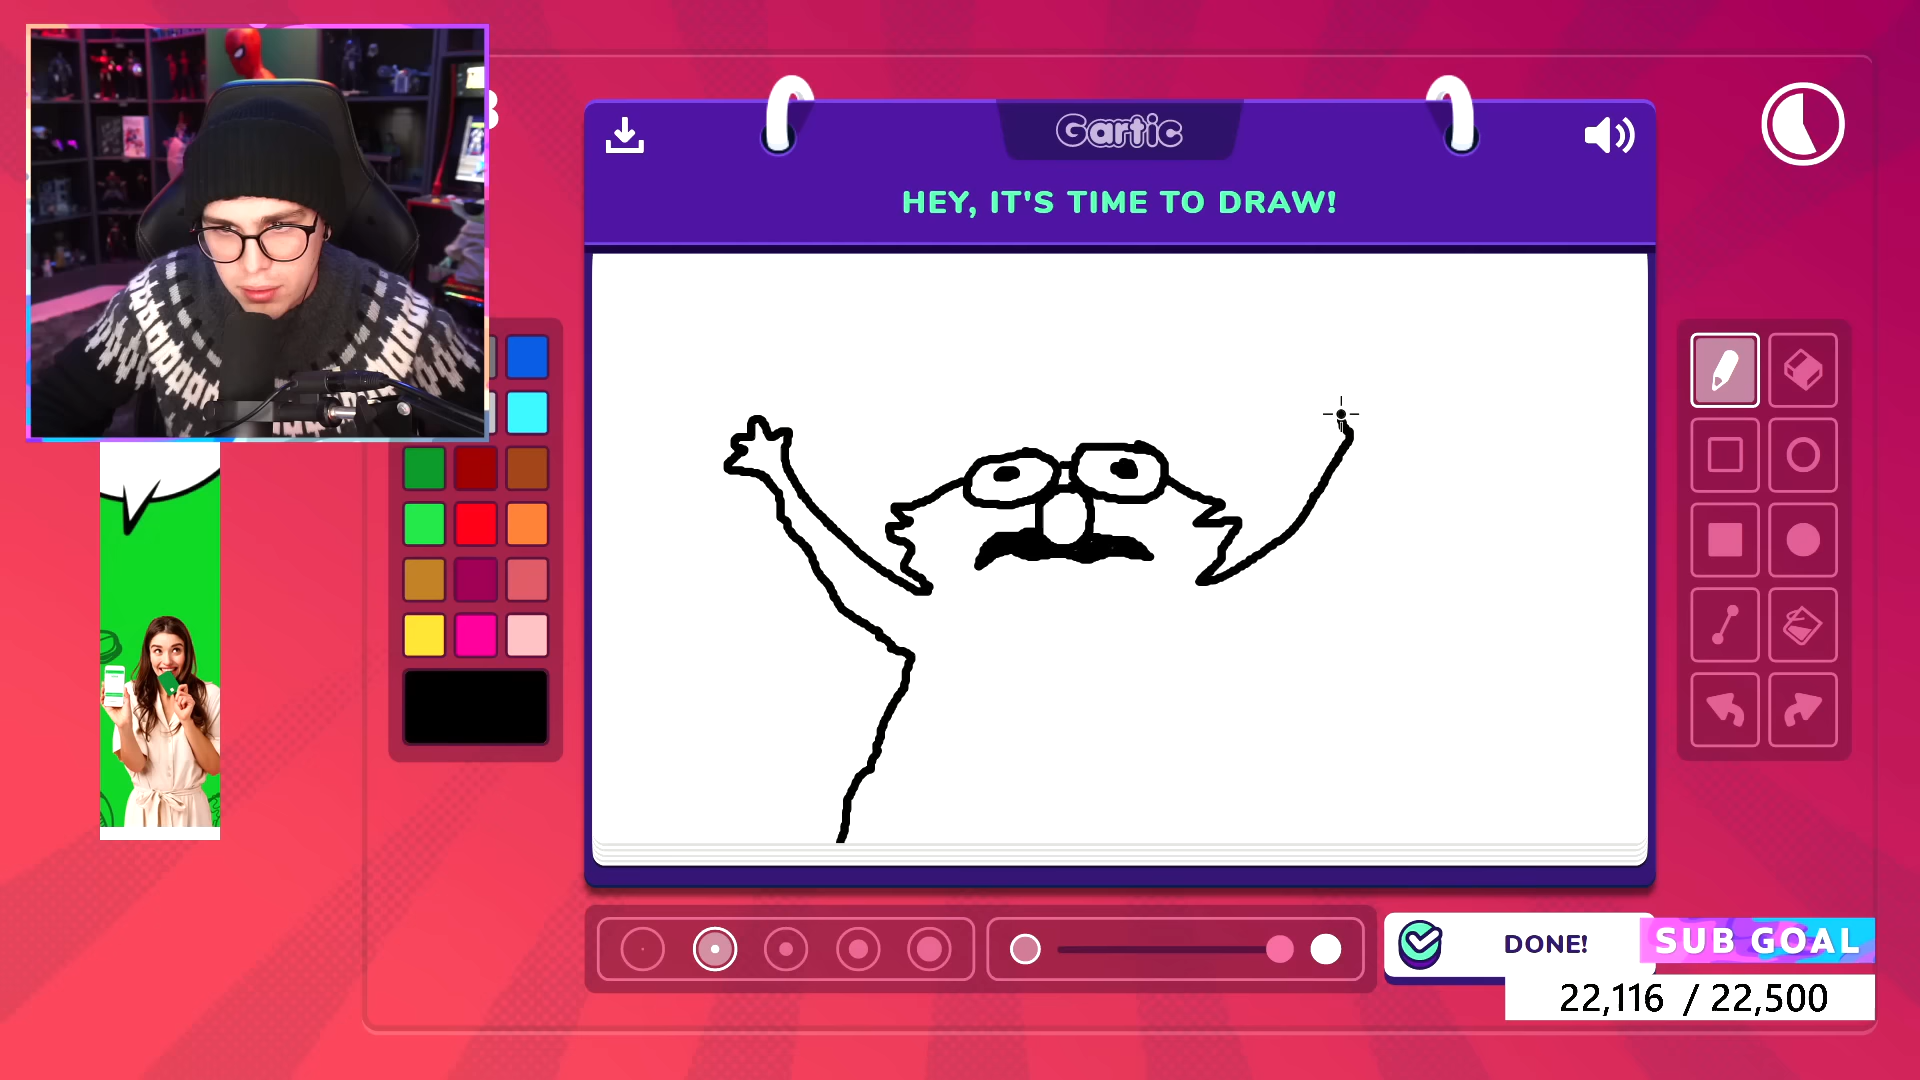 Gartic
HEY, IT'S TIME TO DRAW!
DONE!
SUB GOAL
22,116 / 22,500